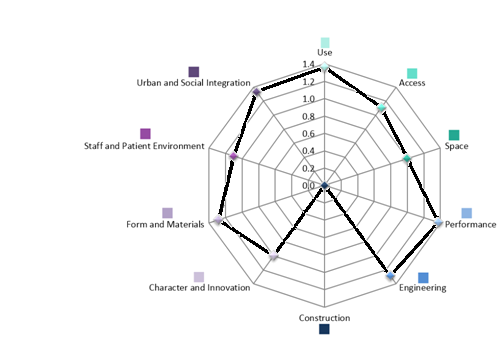 Use
1.4
Urban and Social Integration
1.2
Access
1.0
0.8
Staff and Patient Environment
0.6
Space
0.4
0.2
0.0
Form and Materials
Performance
Character and Innovation
Engineering
Construction